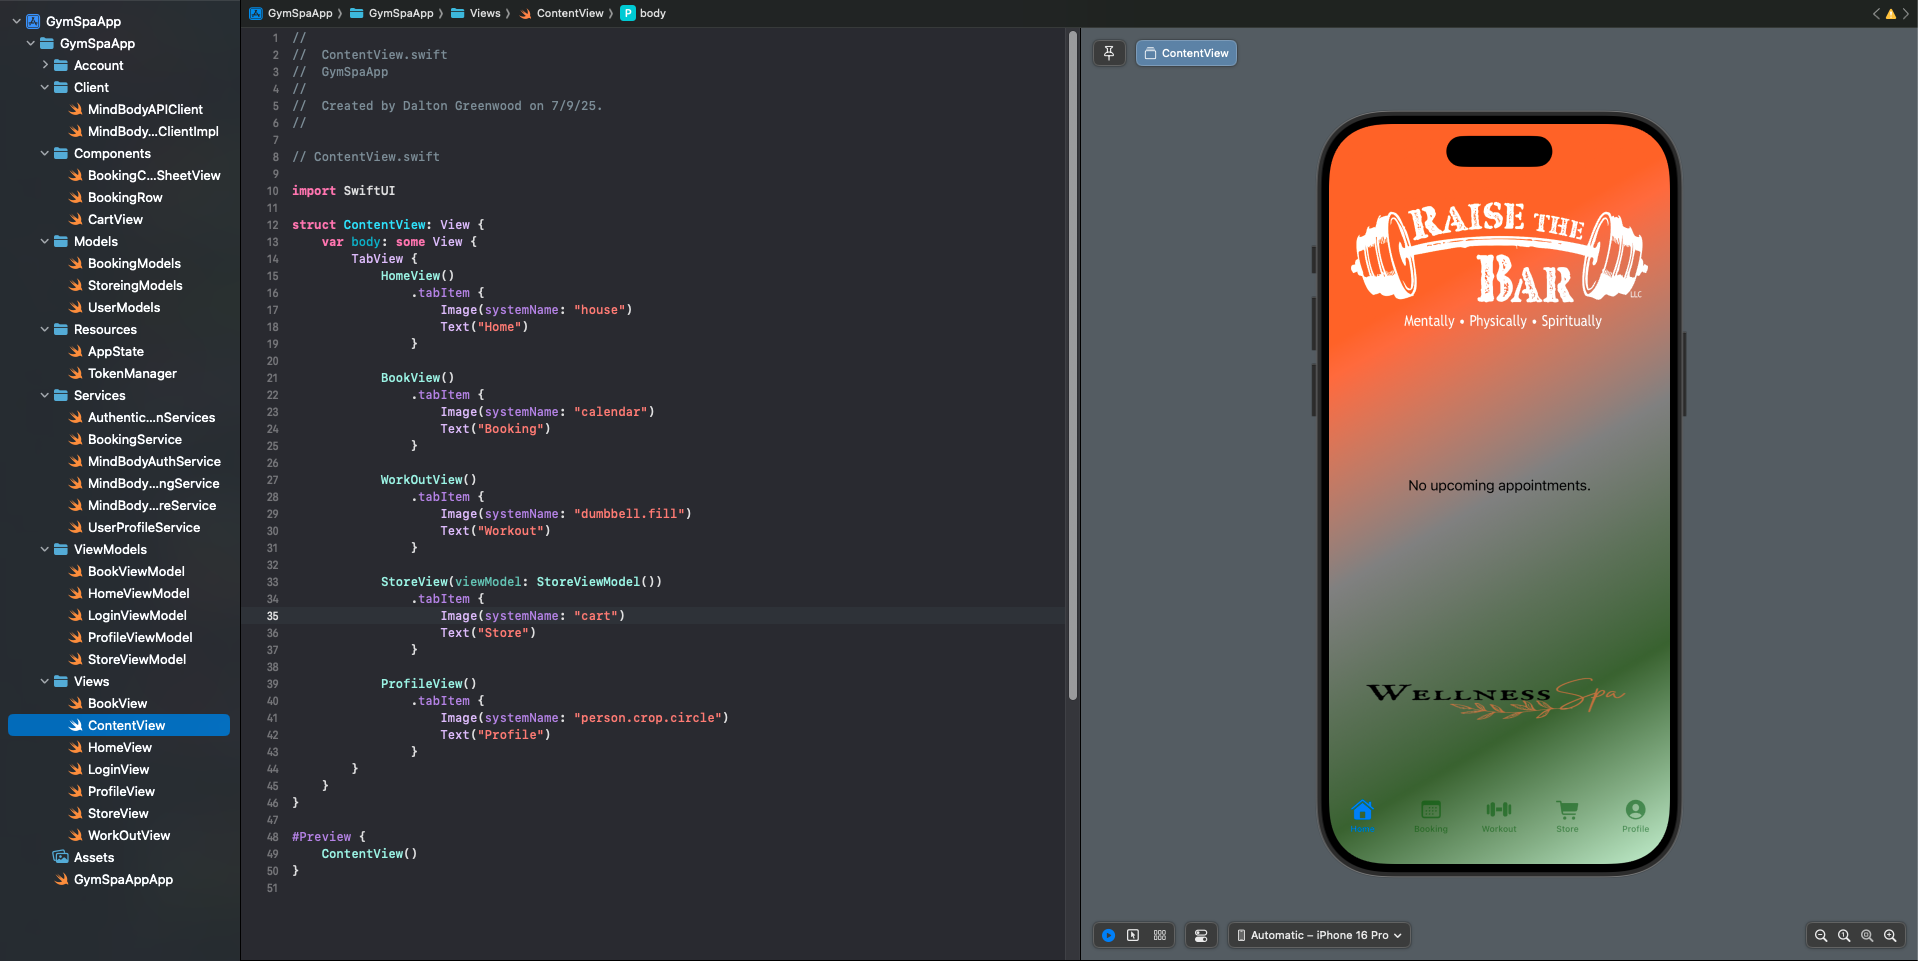 GymSpaApp
GymSpaApp
Account
Client
MindBodyAPIClient
MindBody...ClientImpl
Components
BookingC...SheetView
BookingRow
CartView
Models
BookingModels
StoreingModels
UserModels
Resources
AppState
TokenManager
Services
Authentic...nServices
BookingService
MindBodyAuthService
MindBody...ngService
MindBody...reService
UserProfileService
ViewModels
BookViewModel
HomeViewModel
LoginViewModel
ProfileViewModel
StoreViewModel
Views
BookView
ContentView
HomeView
LoginView
ProfileView
StoreView
WorkOutView
Assets
GymSpaAppApp
GymSpaApp › GymSpaApp › Views › ContentView › P body
1 //
2 //  ContentView.swift
3 //  GymSpaApp
4 //
5 //  Created by Dalton Greenwood on 7/9/25.
6 //
7
8 // ContentView.swift
9
10 import SwiftUI
11
12 struct ContentView: View {
13     var body: some View {
14         TabView {
15             HomeView()
16                 .tabItem {
17                     Image(systemName: "house")
18                     Text("Home")
19                 }
20
21             BookView()
22                 .tabItem {
23                     Image(systemName: "calendar")
24                     Text("Booking")
25                 }
26
27             WorkOutView()
28                 .tabItem {
29                     Image(systemName: "dumbbell.fill")
30                     Text("Workout")
31                 }
32
33             StoreView(viewModel: StoreViewModel())
34                 .tabItem {
35                     Image(systemName: "cart")
36                     Text("Store")
37                 }
38
39             ProfileView()
40                 .tabItem {
41                     Image(systemName: "person.crop.circle")
42                     Text("Profile")
43                 }
44         }
45     }
46 }
47
48 #Preview {
49     ContentView()
50 }
51
ContentView
RAISE THE
BAR
LLC
Mentally • Physically • Spiritually
No upcoming appointments.
WELLNESS Spa
Home Booking Workout Store Profile
Automatic – iPhone 16 Pro